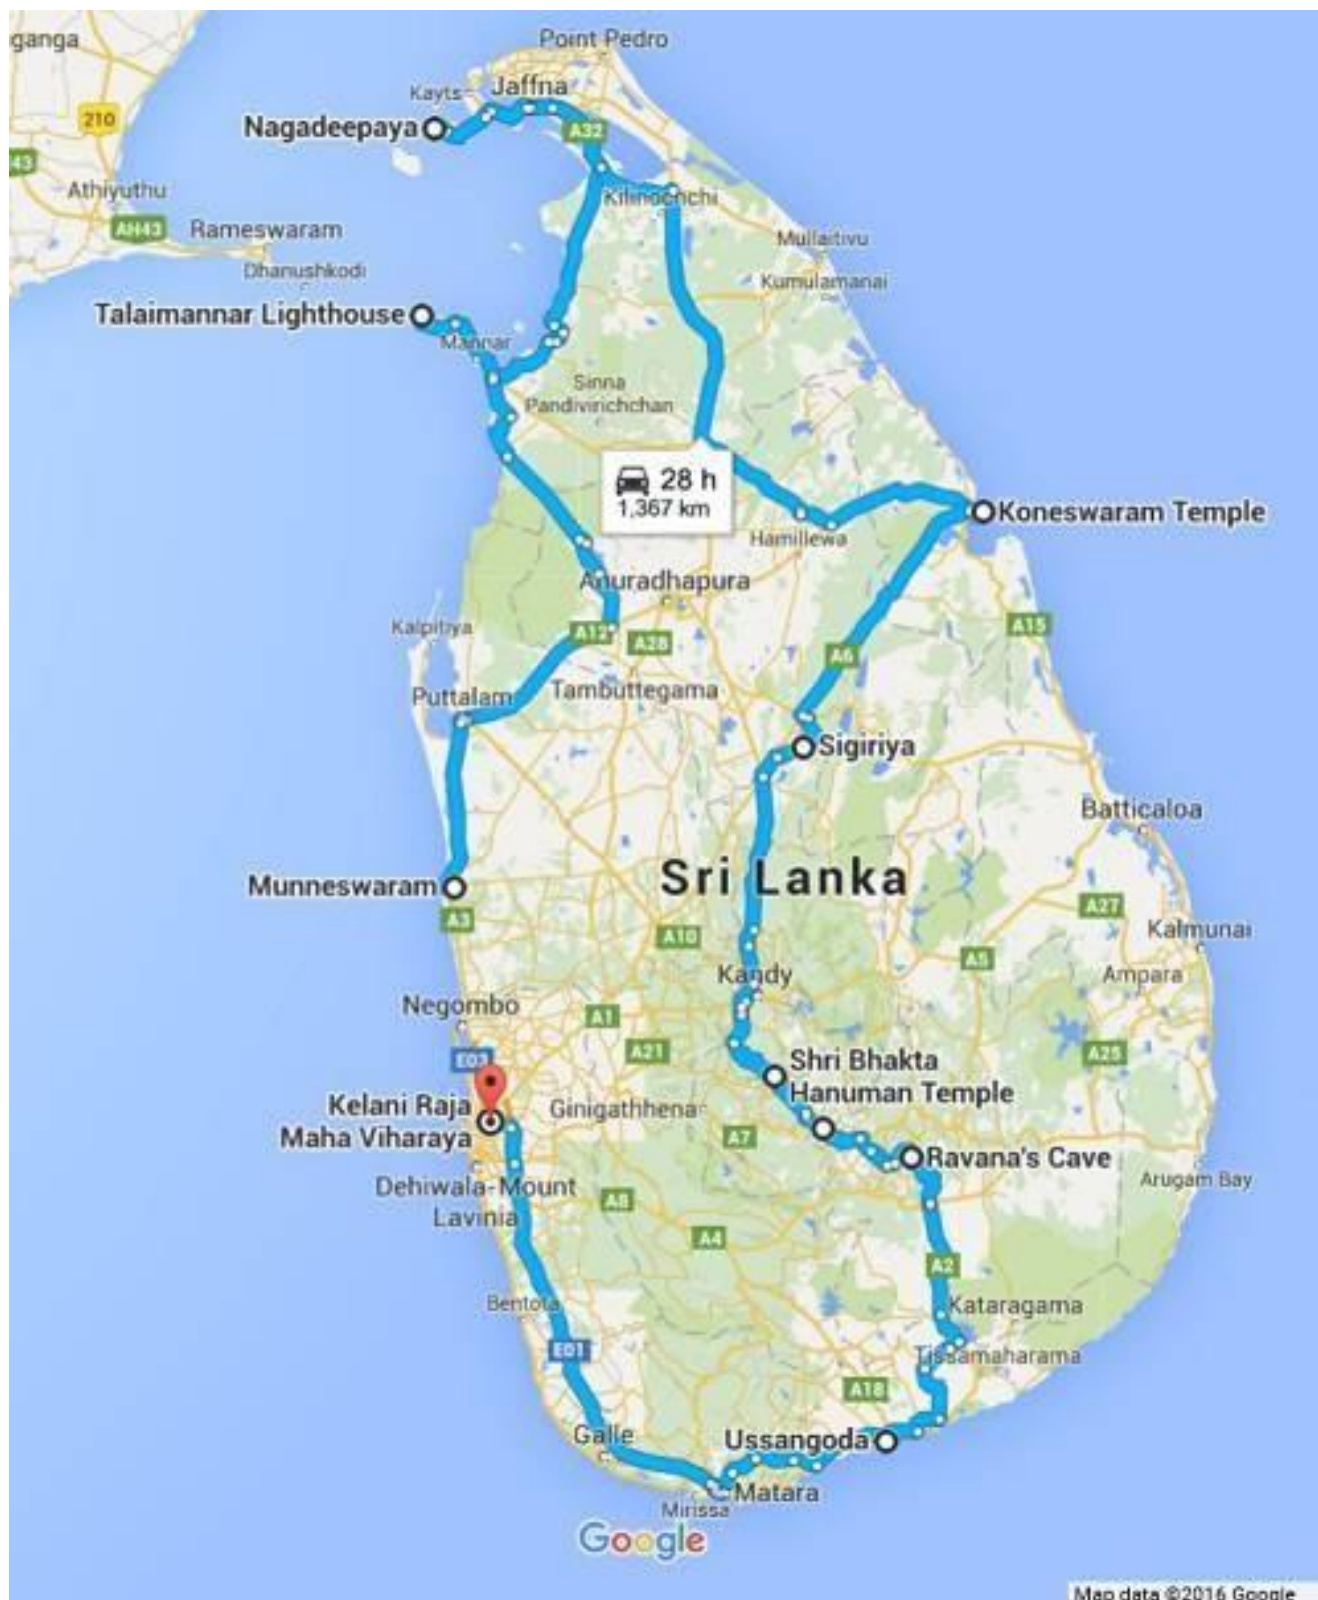 ganga
Point Pedro
Jaffna
Kayts
210
Nagadeepaya
A32
43
Athiyuthu
Kilinochchi
AH43
Rameswaram
Mullaitivu
Dhanushkodi
Kumulamanai
Talaimannar Lighthouse
Mannar
Sinna
Pandivirichchan
28 h
1,367 km
Koneswaram Temple
Hamillewa
Anuradhapura
Kalpitiya
A12
A28
A15
A6
Puttalam
Tambuttegama
Sigiriya
Batticaloa
Sri Lanka
Munneswaram
A3
A27
A10
Kalmunai
A5
Kandy
Ampara
Negombo
A1
A21
A25
E03
Shri Bhakta
Hanuman Temple
Kelani Raja
Maha Viharaya
Ginigathhena
A7
Ravana's Cave
Arugam Bay
Dehiwala-Mount
Lavinia
A8
A4
A2
Bentota
Kataragama
E01
Tissamaharama
A18
Galle
Ussangoda
Matara
Mirissa
Google
Map data ©2016 Google